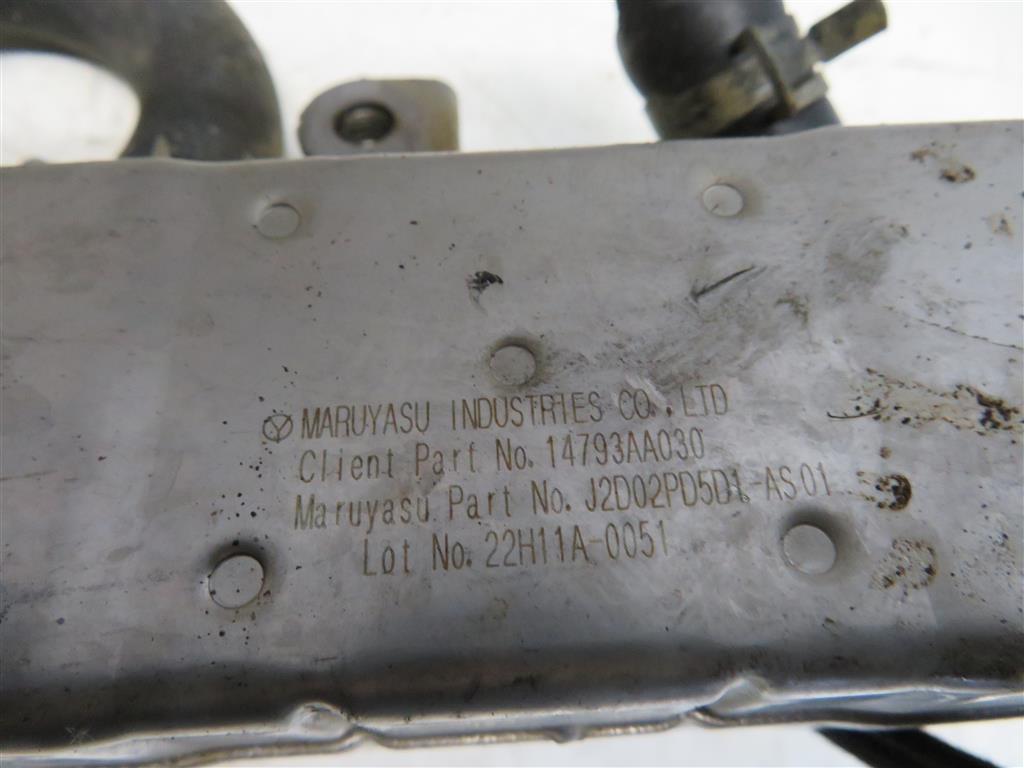 MARUYASU INDUSTRIES CO.,LTD
Client Part No. 14793AA030
Maruyasu Part No. J2D02PD5D1-AS01
Lot No. 22H11A-0051